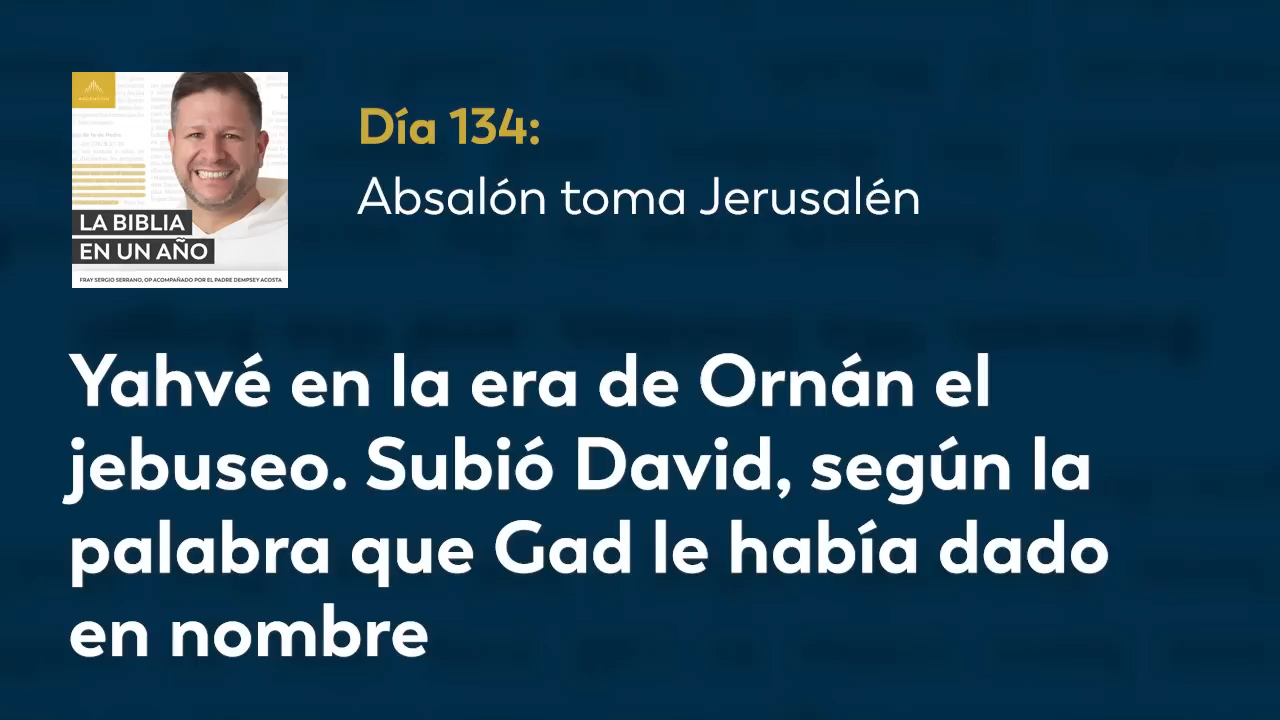 Día 134:
Absalón toma Jerusalén
LA BIBLIA
EN UN AÑO
FRAY SERGIO SERRANO, OP ACOMPAÑADO POR EL PADRE DEMPSEY ACOSTA
Yahvé en la era de Ornán el
jebuseo. Subió David, según la
palabra que Gad le había dado
en nombre